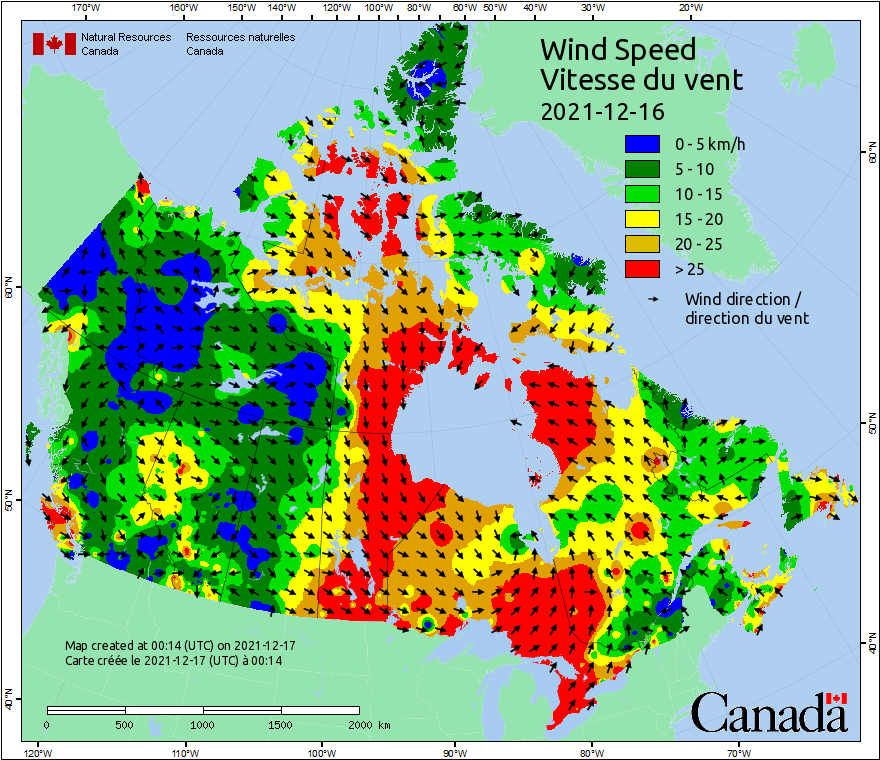 170°W 160°W 150°W 140°W 130°W 120°W 110°W 100°W 90°W 80°W 70°W 60°W 50°W 40°W 30°W 20°W
Natural Resources Canada
Ressources naturelles Canada
Wind Speed
Vitesse du vent
2021-12-16
0 - 5 km/h
5 - 10
10 - 15
15 - 20
20 - 25
> 25
Wind direction /
direction du vent
60°N
50°N
40°N
60°N
50°N
40°N
Map created at 00:14 (UTC) on 2021-12-17
Carte créée le 2021-12-17 (UTC) à 00:14
0 500 1000 1500 2000 km
Canada
120°W 110°W 100°W 90°W 80°W 70°W